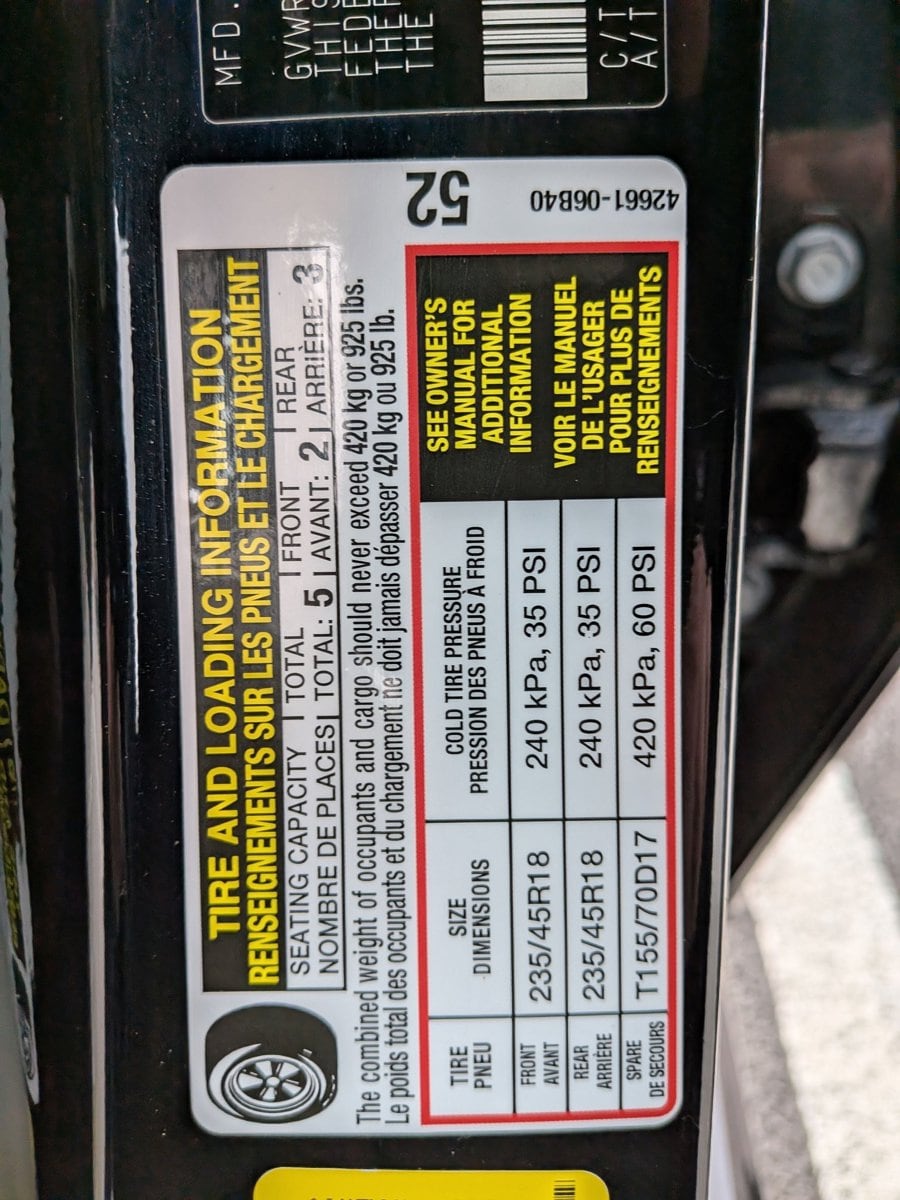 MFD.
GVWR
THIS
FEDE
THE
C/T
A/T
TIRE AND LOADING INFORMATION
RENSEIGNEMENTS SUR LES PNEUS ET LE CHARGEMENT
SEATING CAPACITY | TOTAL | FRONT | REAR
NOMBRE DE PLACES | TOTAL: 5 | AVANT: 2 | ARRIÈRE: 3
The combined weight of occupants and cargo should never exceed 420 kg or 925 lbs.
Le poids total des occupants et du chargement ne doit jamais dépasser 420 kg ou 925 lb.
52
42661-06B40
TIRE
PNEU
SIZE
DIMENSIONS
COLD TIRE PRESSURE
PRESSION DES PNEUS À FROID
FRONT
AVANT
235/45R18
240 kPa, 35 PSI
REAR
ARRIÈRE
235/45R18
240 kPa, 35 PSI
SPARE
DE SECOURS
T155/70D17
420 kPa, 60 PSI
SEE OWNER'S
MANUAL FOR
ADDITIONAL
INFORMATION
VOIR LE MANUEL
DE L'USAGER
POUR PLUS DE
RENSEIGNEMENTS